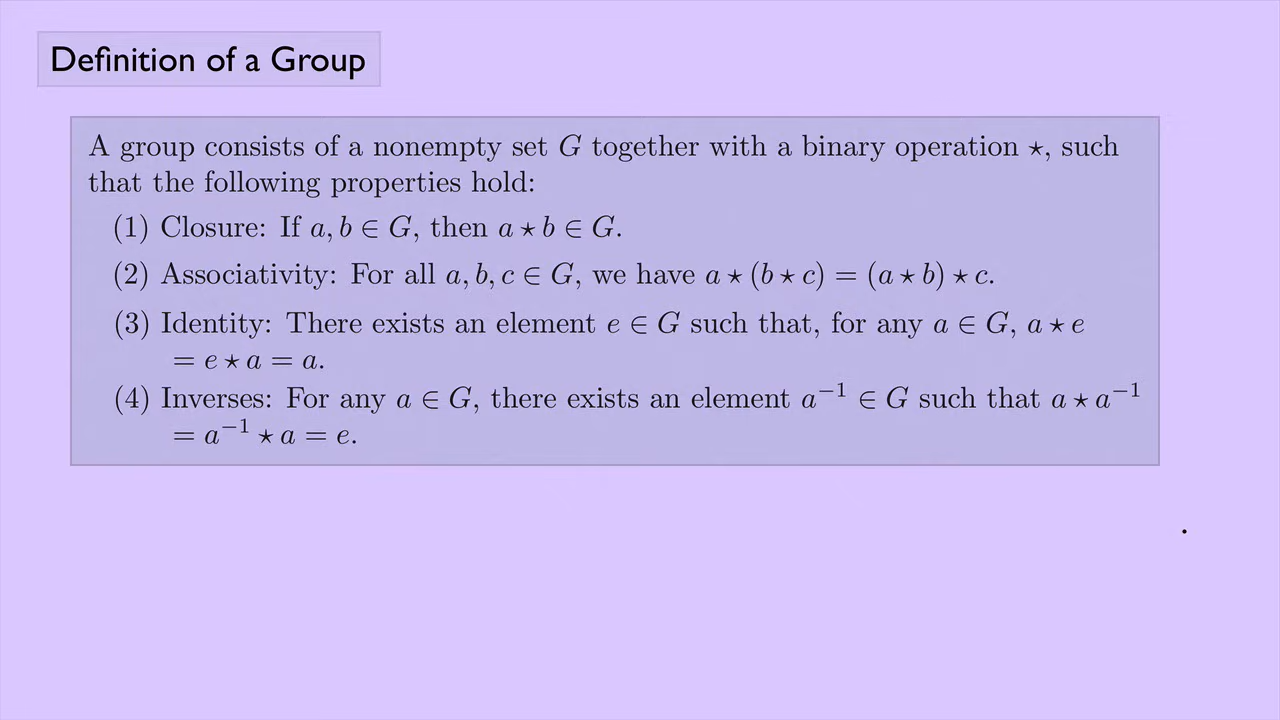 Definition of a Group
A group consists of a nonempty set G together with a binary operation ⋆, such
that the following properties hold:
(1) Closure: If a, b ∈ G, then a ⋆ b ∈ G.
(2) Associativity: For all a, b, c ∈ G, we have a ⋆ (b ⋆ c) = (a ⋆ b) ⋆ c.
(3) Identity: There exists an element e ∈ G such that, for any a ∈ G, a ⋆ e
= e ⋆ a = a.
(4) Inverses: For any a ∈ G, there exists an element a⁻¹ ∈ G such that a ⋆ a⁻¹
= a⁻¹ ⋆ a = e.